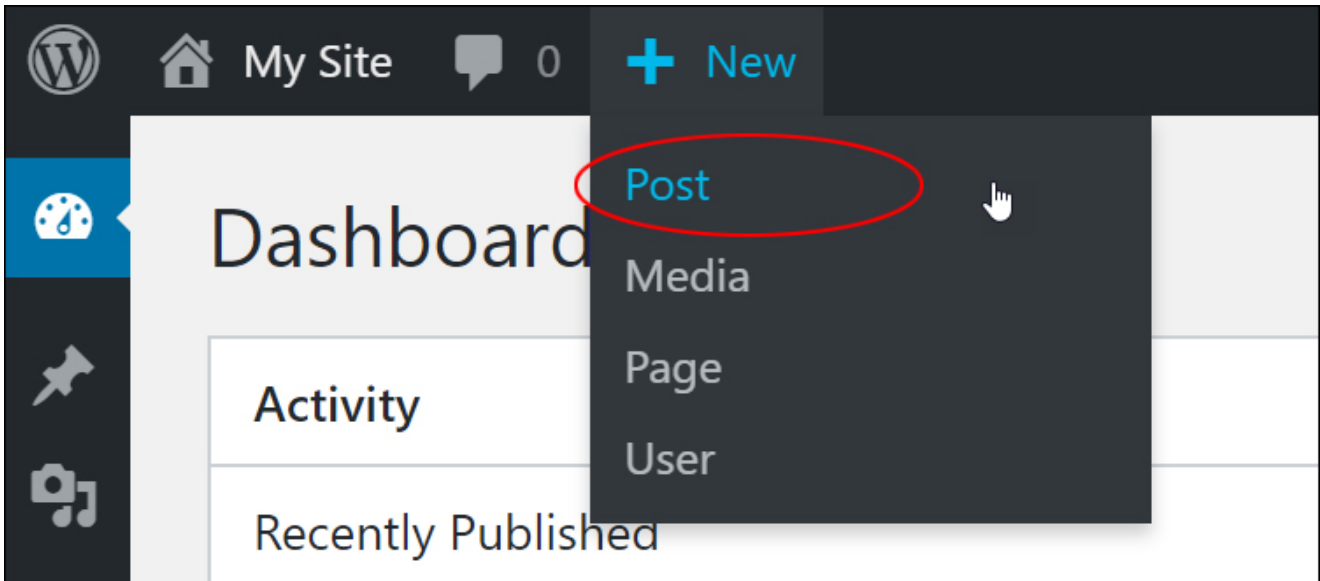 My Site 0 + New
Post
Dashboard
Media
Page
Activity
User
Recently Published